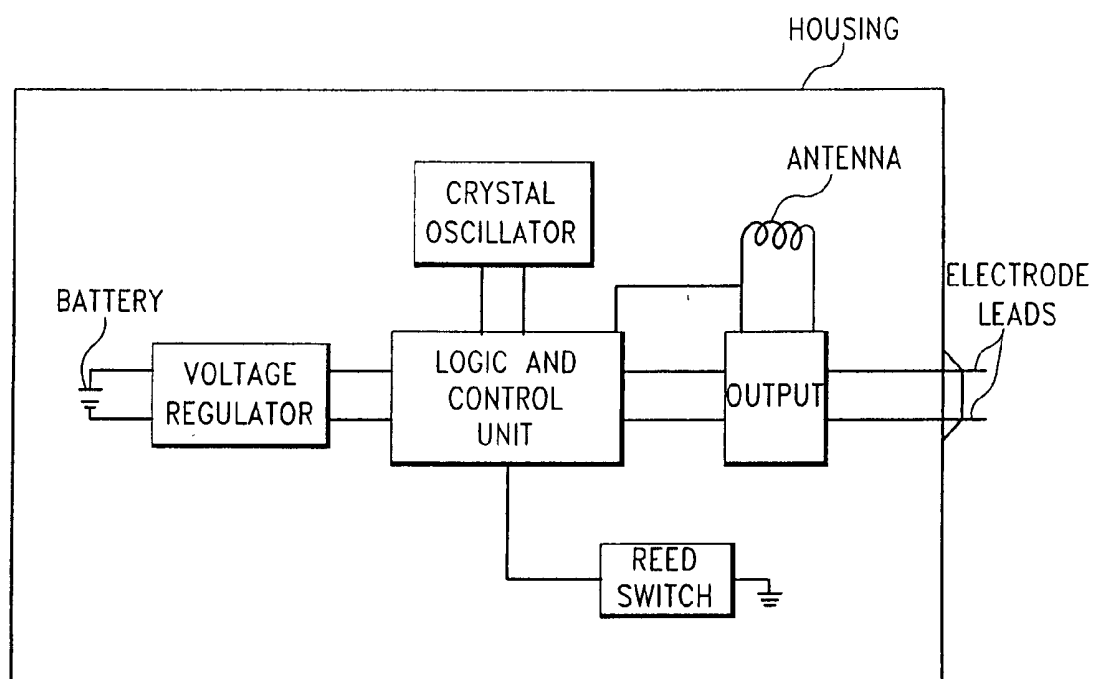 HOUSING
ANTENNA
CRYSTAL
OSCILLATOR
ELECTRODE
LEADS
BATTERY
VOLTAGE
REGULATOR
LOGIC AND
CONTROL
UNIT
OUTPUT
REED
SWITCH